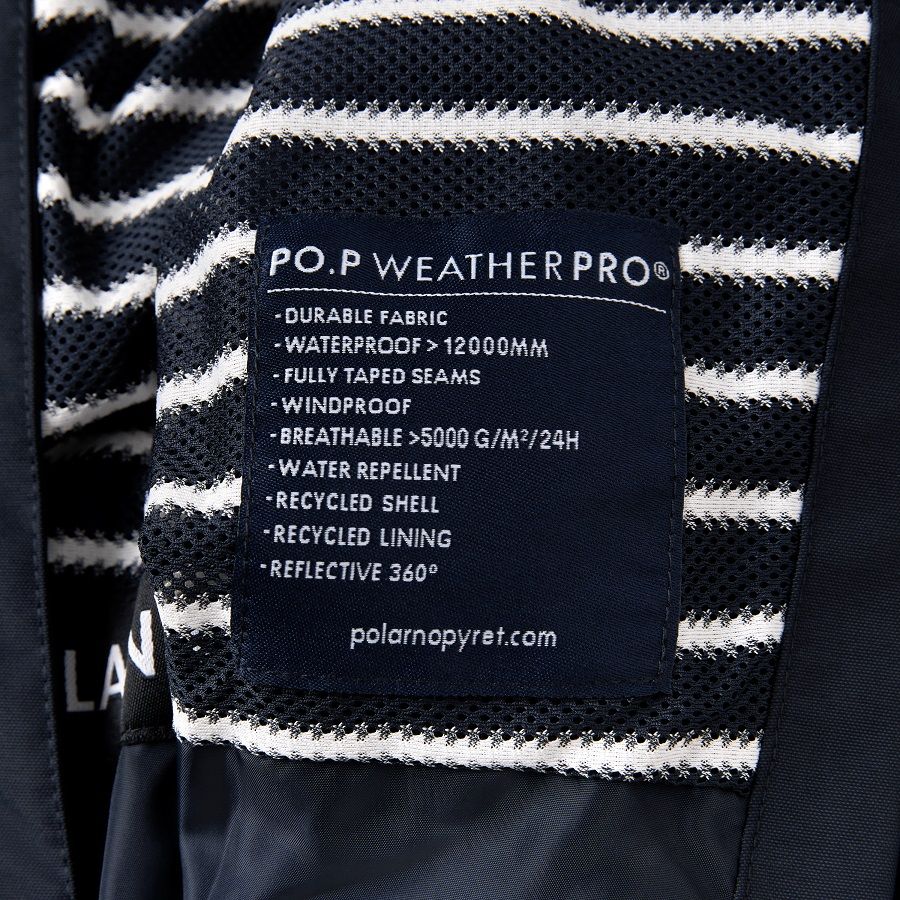 PO.P WEATHERPRO®
-DURABLE FABRIC
-WATERPROOF > 12000MM
-FULLY TAPED SEAMS
-WINDPROOF
-BREATHABLE >5000 G/M²/24H
-WATER REPELLENT
-RECYCLED SHELL
-RECYCLED LINING
-REFLECTIVE 360°
polarnopyret.com